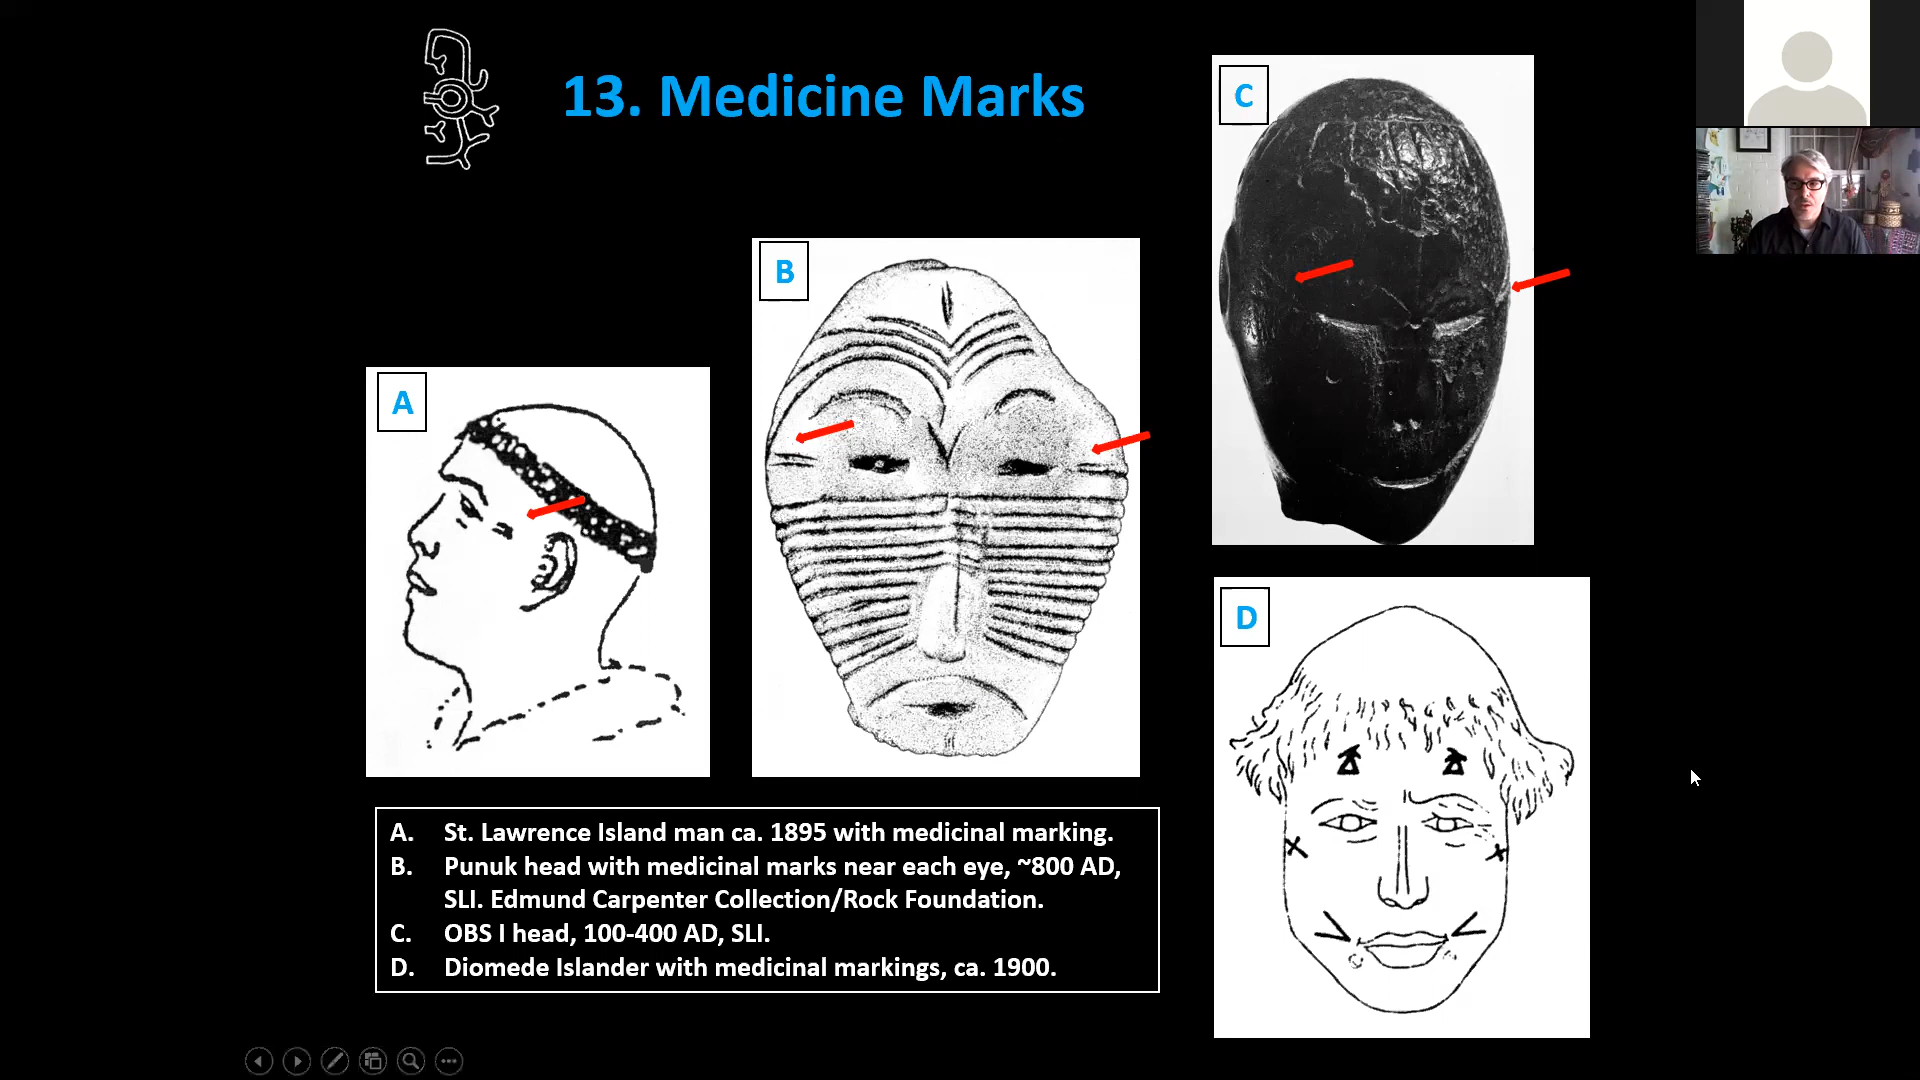 13. Medicine Marks
A
B
C
D
A. St. Lawrence Island man ca. 1895 with medicinal marking.
B. Punuk head with medicinal marks near each eye, ~800 AD,
SLI. Edmund Carpenter Collection/Rock Foundation.
C. OBS I head, 100-400 AD, SLI.
D. Diomede Islander with medicinal markings, ca. 1900.